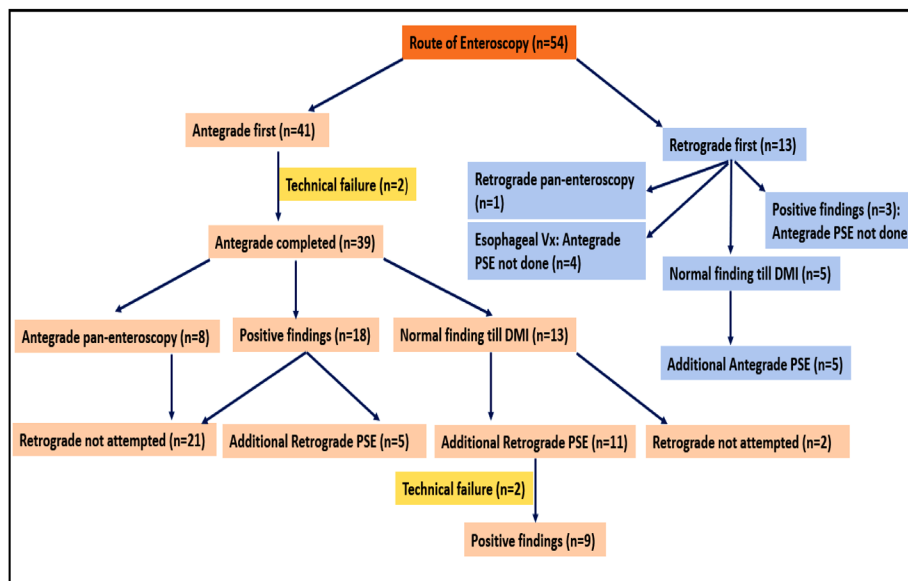 Route of Enteroscopy (n=54)
Antegrade first (n=41)
Retrograde first (n=13)
Technical failure (n=2)
Retrograde pan-enteroscopy
(n=1)
Positive findings (n=3):
Antegrade PSE not done
Antegrade completed (n=39)
Esophageal Vx: Antegrade
PSE not done (n=4)
Normal finding till DMI (n=5)
Antegrade pan-enteroscopy (n=8)
Positive findings (n=18)
Normal finding till DMI (n=13)
Additional Antegrade PSE (n=5)
Retrograde not attempted (n=21)
Additional Retrograde PSE (n=5)
Additional Retrograde PSE (n=11)
Retrograde not attempted (n=2)
Technical failure (n=2)
Positive findings (n=9)